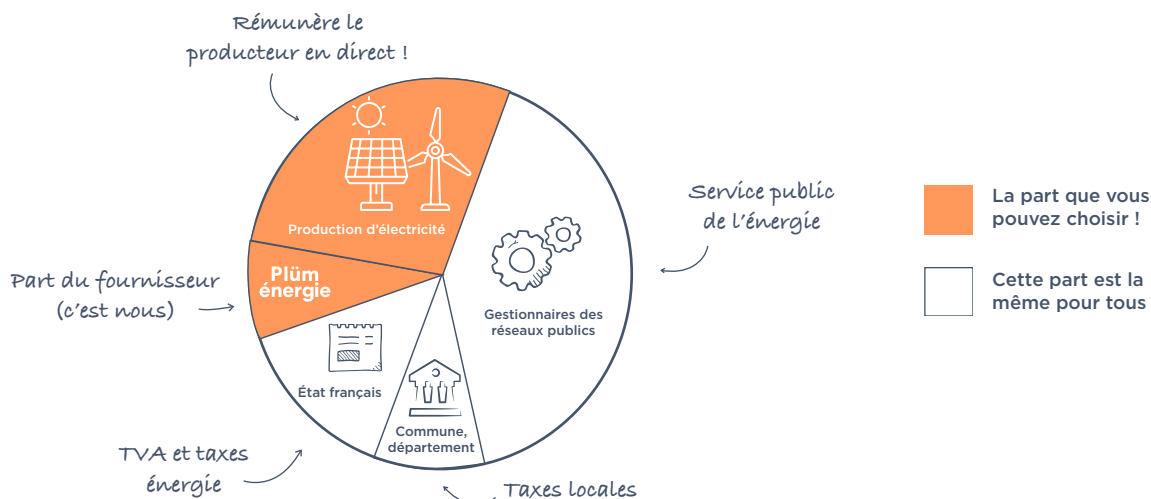 Rémunère le
producteur en direct !
Production d'électricité
Plüm
énergie
Part du fournisseur
(c'est nous)
Service public
de l'énergie
Gestionnaires des
réseaux publics
État français
Commune,
département
TVA et taxes
énergie
Taxes locales
La part que vous
pouvez choisir !
Cette part est la
même pour tous